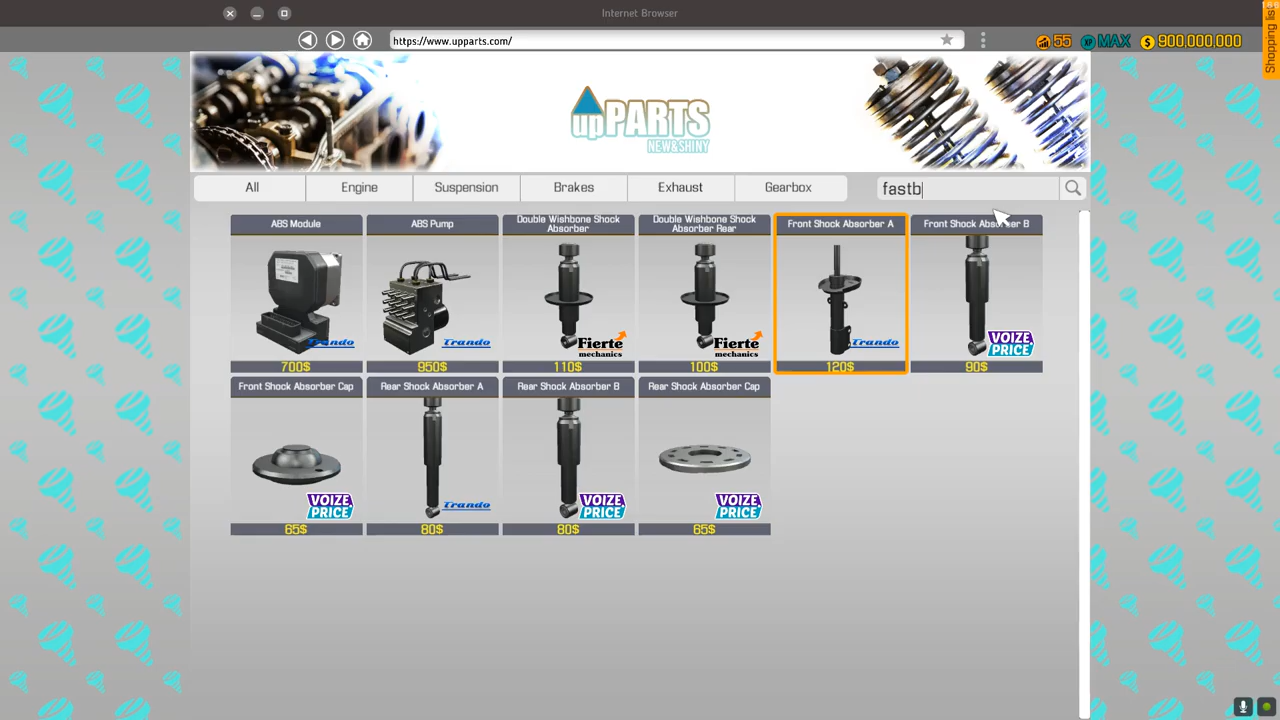 Internet Browser
https://www.upparts.com/
55
XP MAX
$ 900,000,000
Shopping list
upPARTS
NEW&SHINY
All
Engine
Suspension
Brakes
Exhaust
Gearbox
fastb
ABS Module
ABS Pump
Double Wishbone Shock
Absorber
Double Wishbone Shock
Absorber Rear
Front Shock Absorber A
Front Shock Absorber B
Trando
Trando
Fierte
mechanics
Fierte
mechanics
Trando
VOIZE
PRICE
700$
950$
110$
100$
120$
90$
Front Shock Absorber Cap
Rear Shock Absorber A
Rear Shock Absorber B
Rear Shock Absorber Cap
VOIZE
PRICE
Trando
VOIZE
PRICE
VOIZE
PRICE
65$
80$
80$
65$